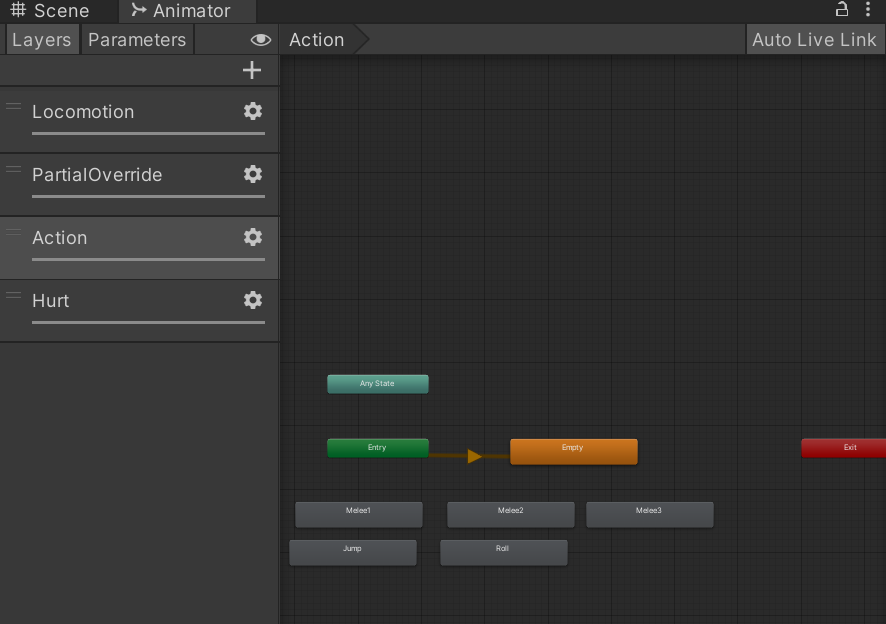 Scene Animator
Layers Parameters Action Auto Live Link
Locomotion
PartialOverride
Action
Hurt
Any State
Entry Empty Exit
Melee1 Melee2 Melee3
Jump Roll